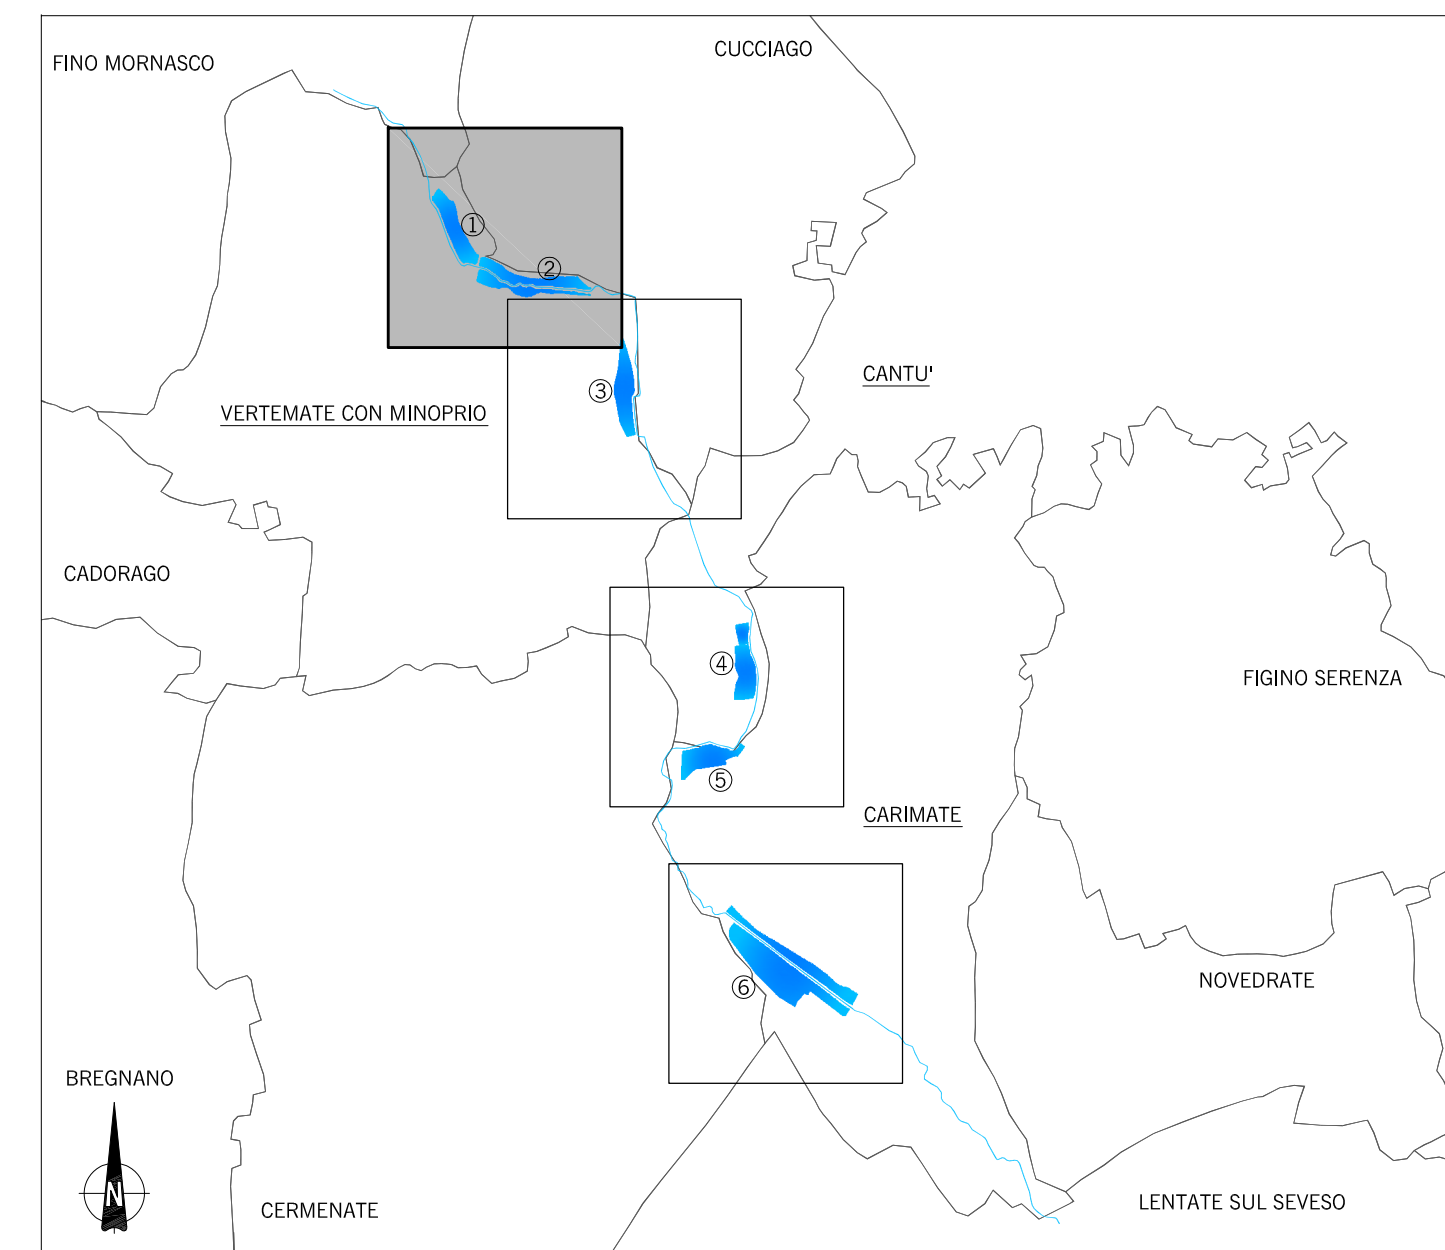 CUCCIAGO
FINO MORNASCO
①
②
CANTU'
③
VERTEMATE CON MINOPRIO
CADORAGO
④
FIGINO SERENZA
⑤
CARIMATE
NOVEDRATE
⑥
BREGNANO
N
LENTATE SUL SEVESO
CERMENATE